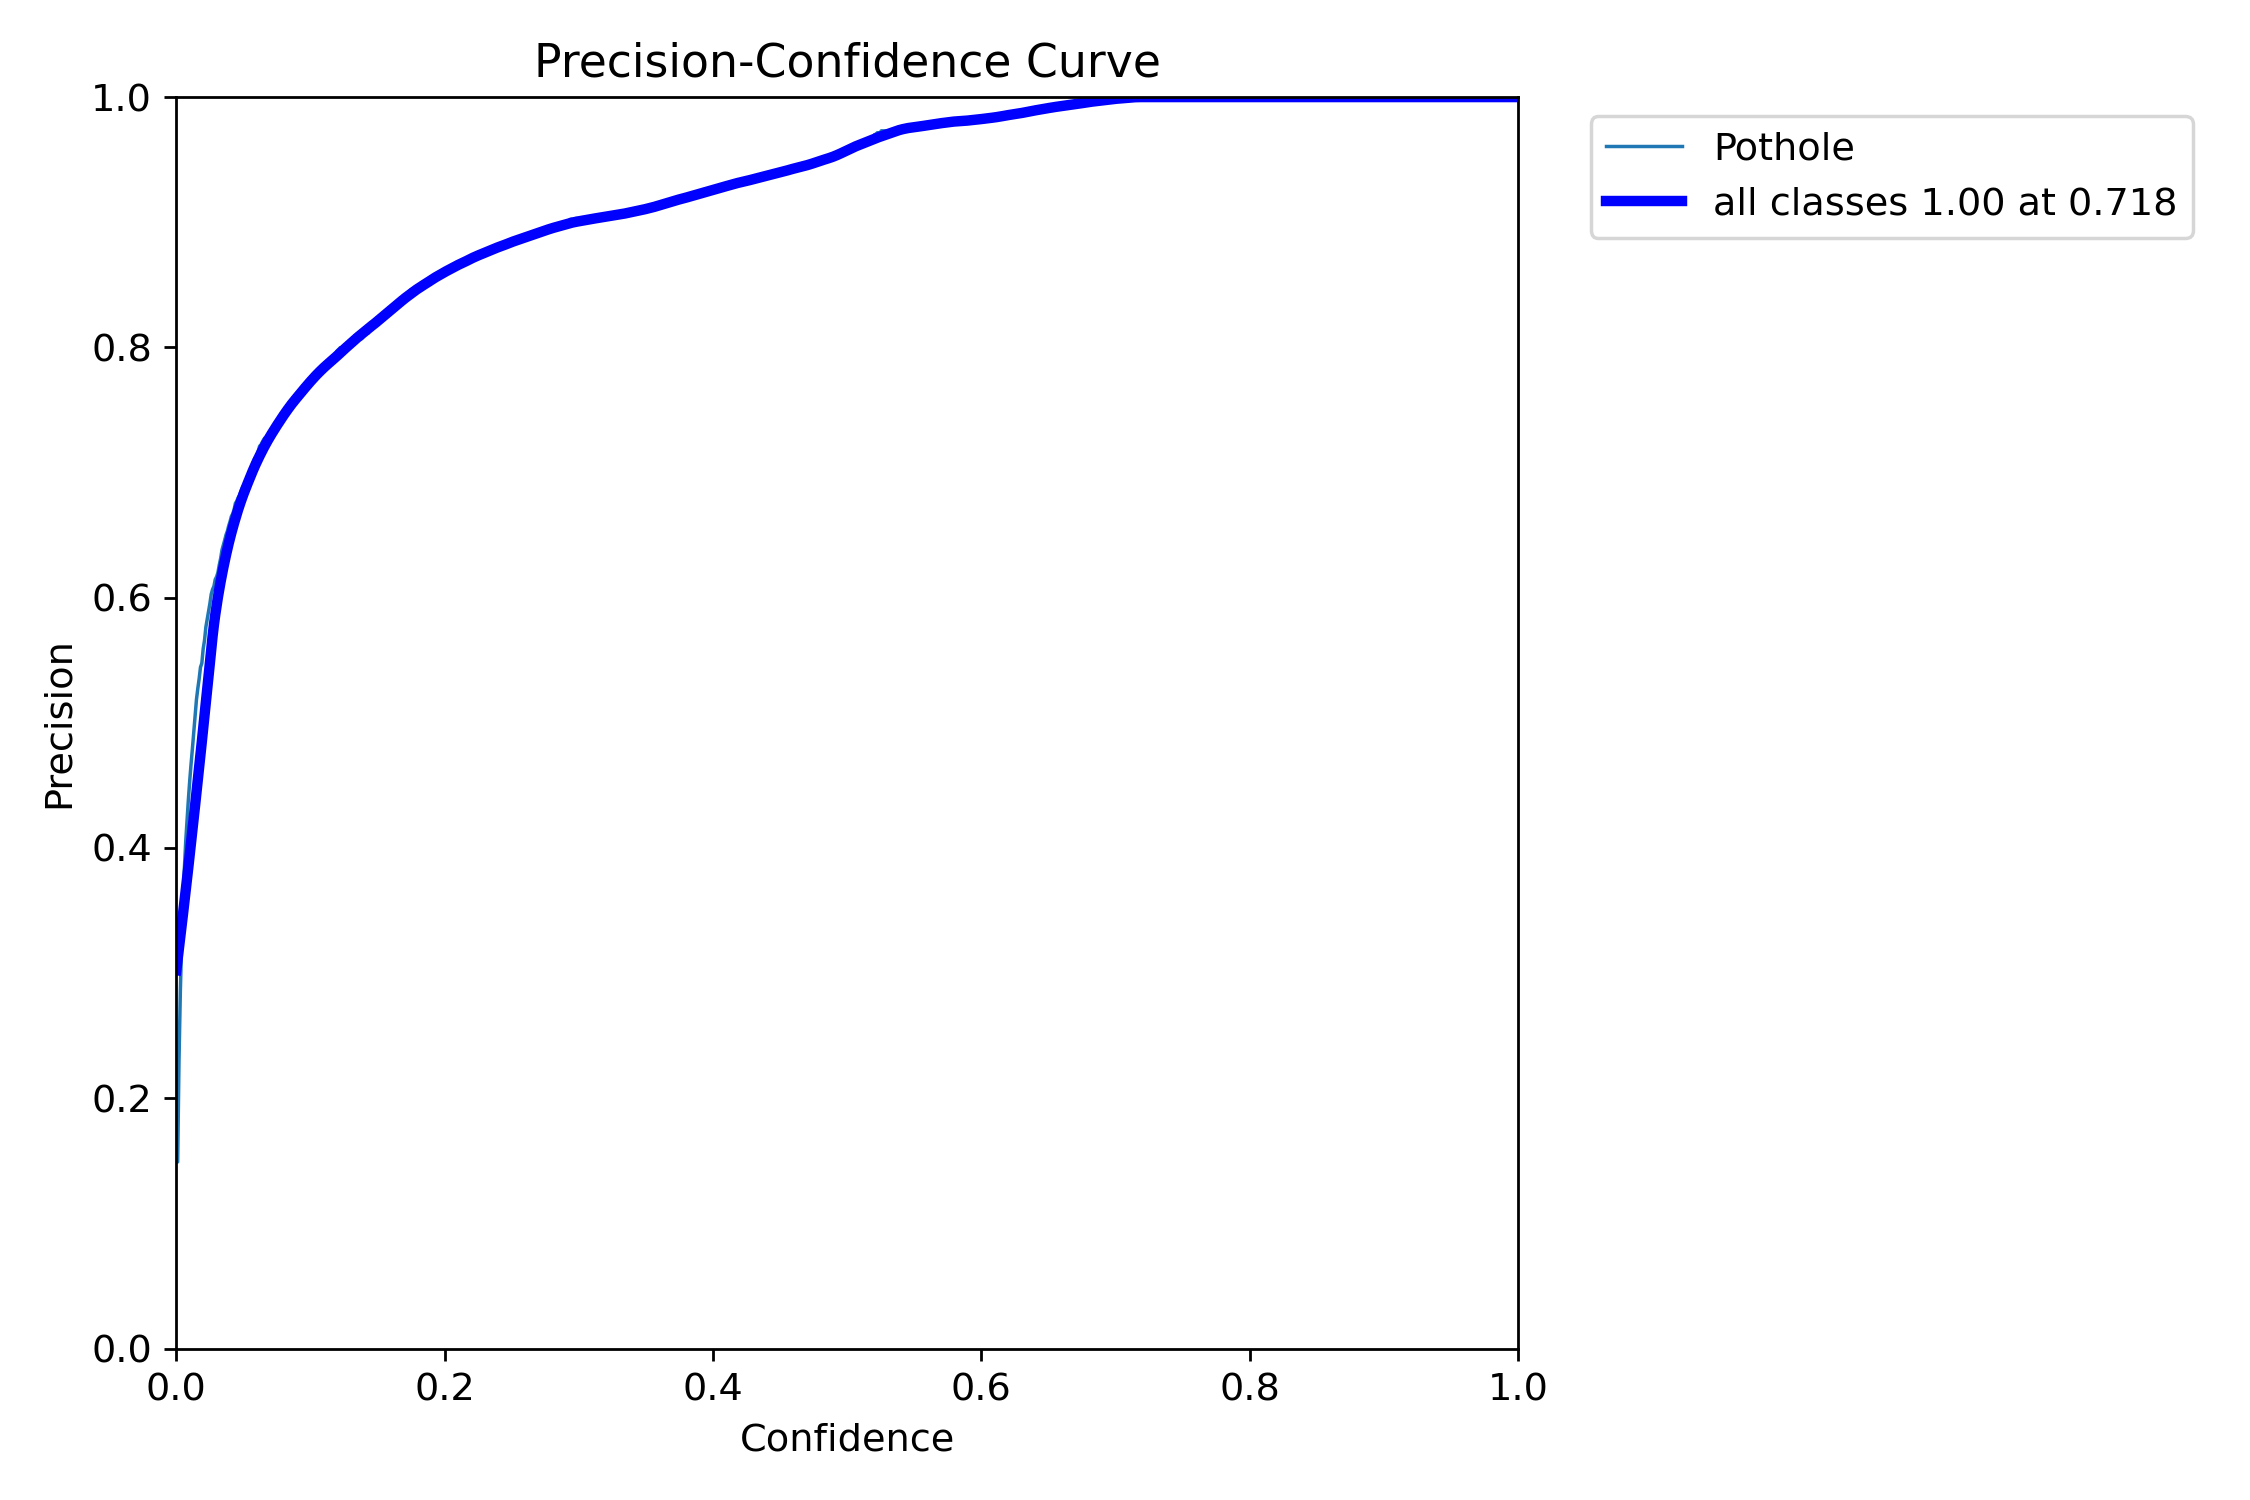 Precision-Confidence Curve
1.0
0.8
0.6
0.4
0.2
0.0
Precision
0.0 0.2 0.4 0.6 0.8 1.0
Confidence
Pothole
all classes 1.00 at 0.718